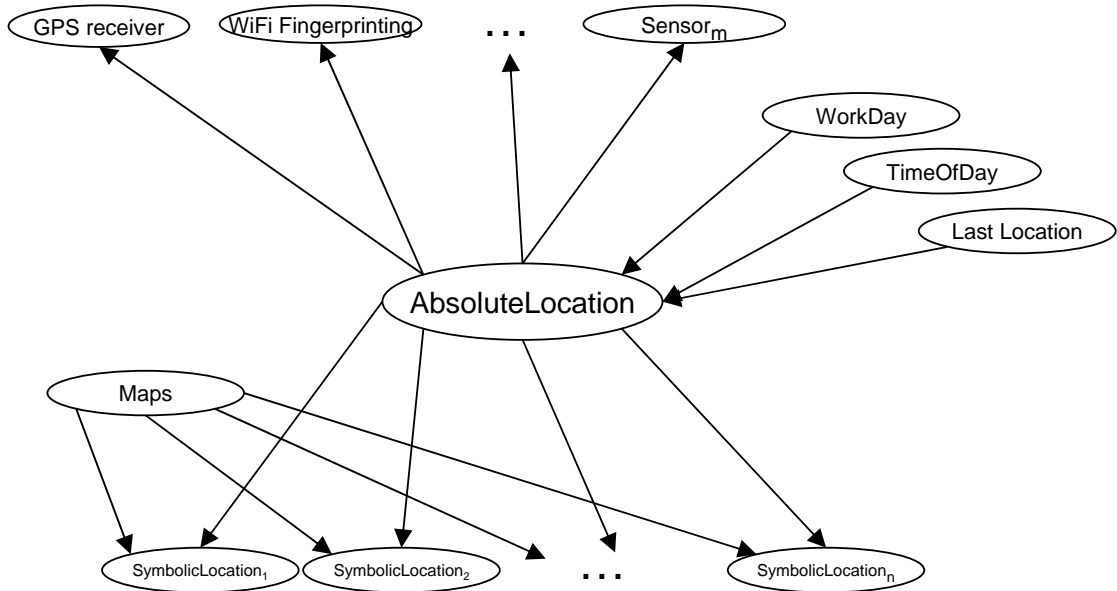 GPS receiver
WiFi Fingerprinting
...
Sensorₘ
WorkDay
TimeOfDay
Last Location
AbsoluteLocation
Maps
SymbolicLocation₁
SymbolicLocation₂
...
SymbolicLocationₙ